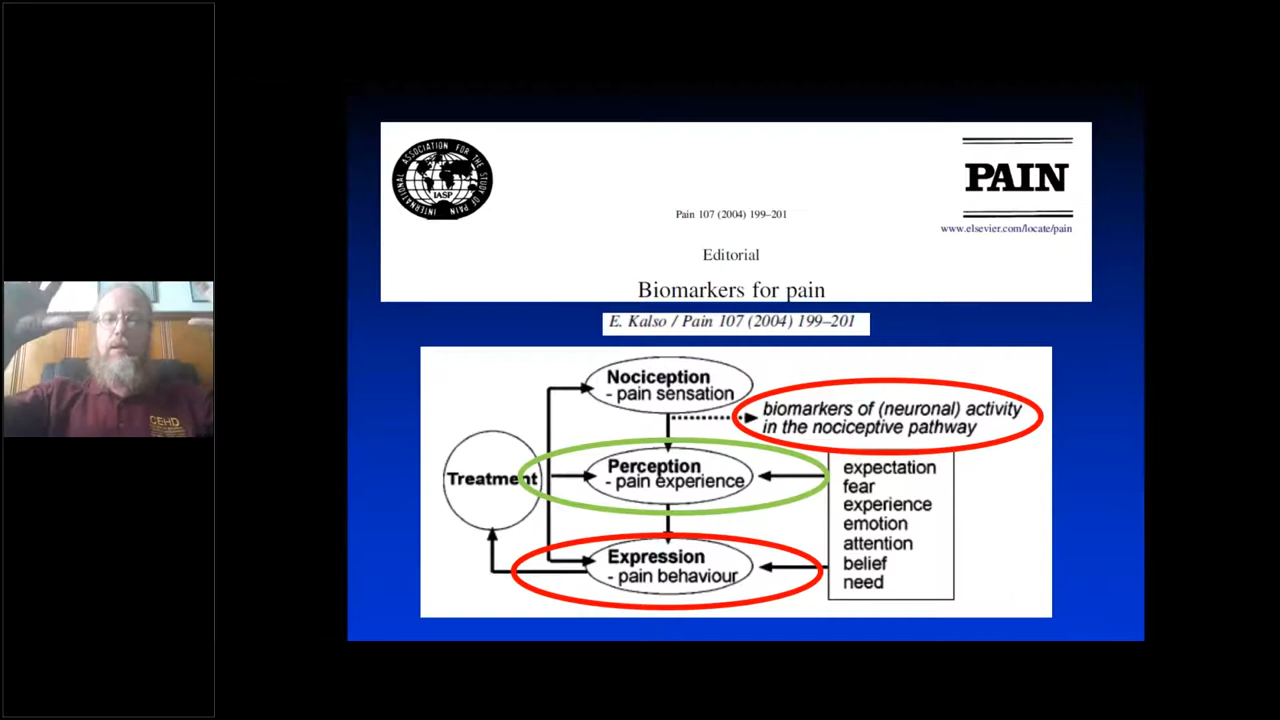 INTERNATIONAL ASSOCIATION FOR THE STUDY OF PAIN
IASP
PAIN
Pain 107 (2004) 199–201
www.elsevier.com/locate/pain
Editorial
Biomarkers for pain
E. Kalso / Pain 107 (2004) 199–201
Nociception
- pain sensation
biomarkers of (neuronal) activity
in the nociceptive pathway
Treatment
Perception
- pain experience
expectation
fear
experience
emotion
attention
belief
need
Expression
- pain behaviour
CEHD